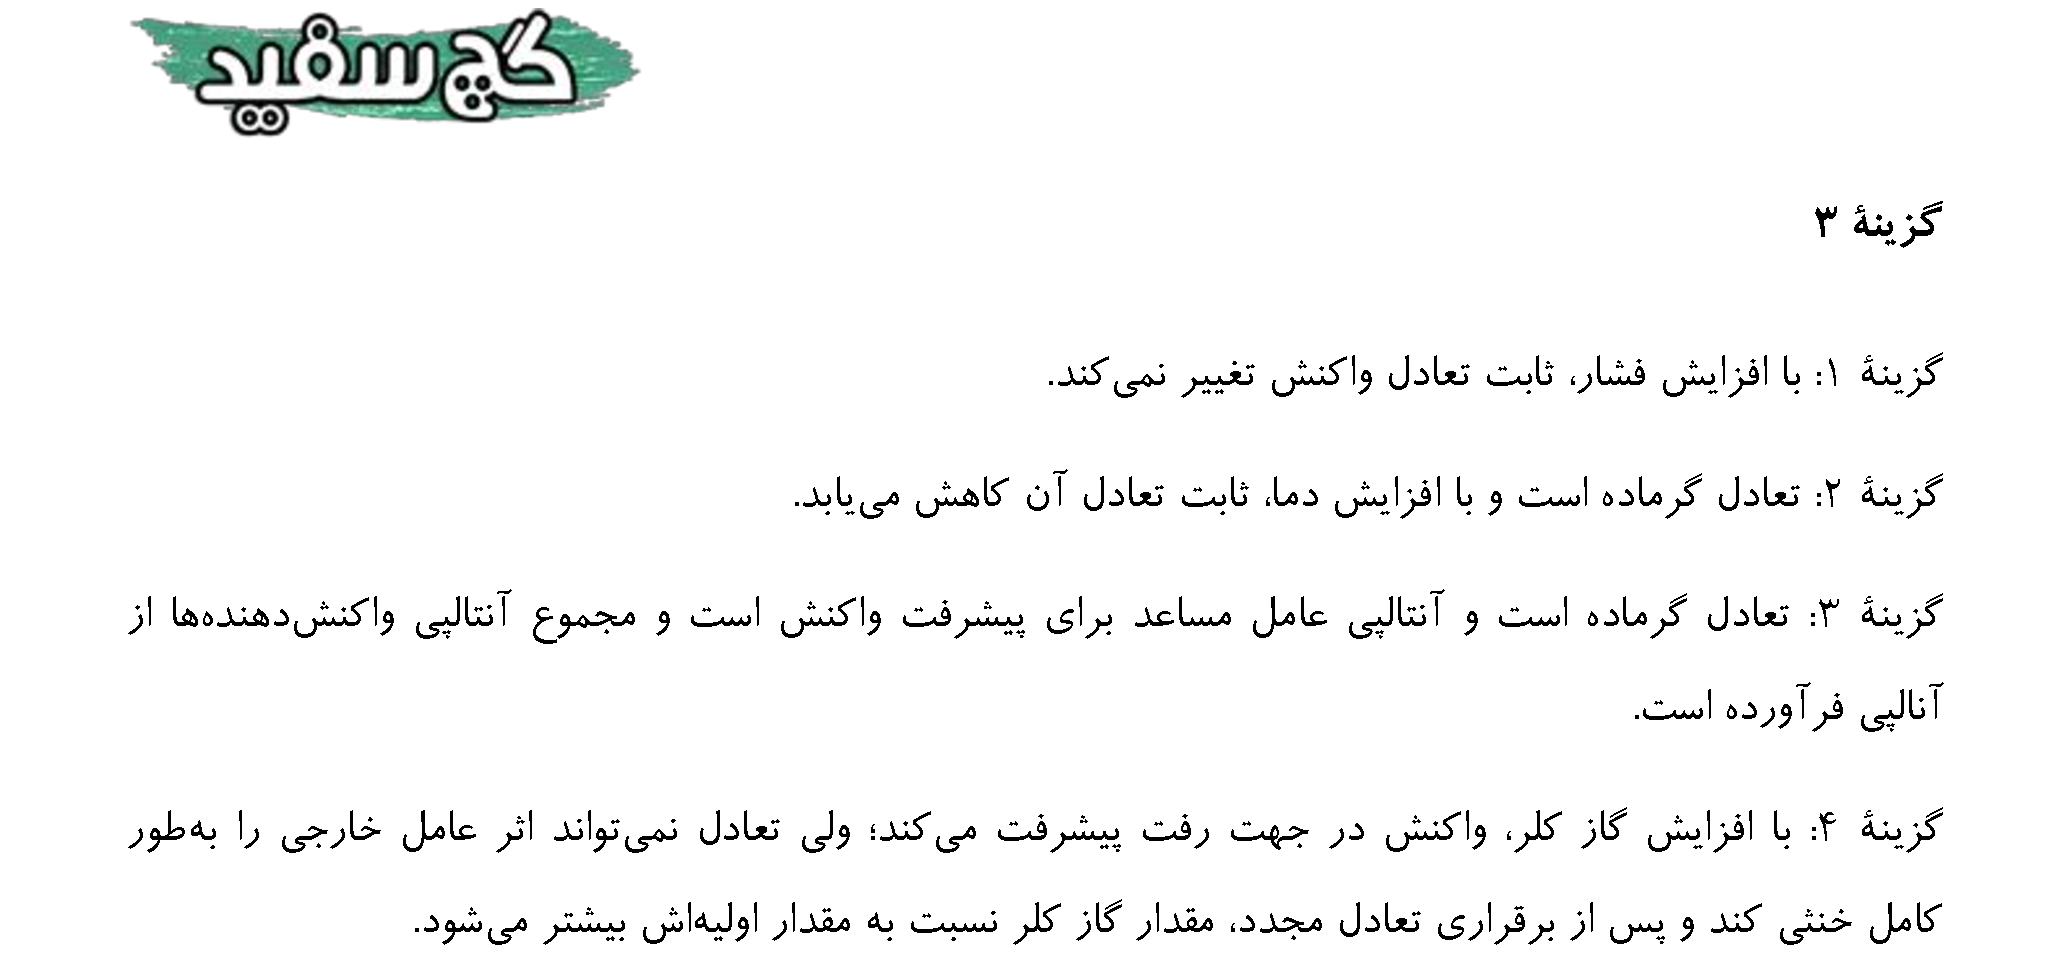 گچ سفید
گزینهٔ ۳
گزینهٔ ۱: با افزایش فشار، ثابت تعادل واکنش تغییر نمی‌کند.
گزینهٔ ۲: تعادل گرماده است و با افزایش دما، ثابت تعادل آن کاهش می‌یابد.
گزینهٔ ۳: تعادل گرماده است و آنتالپی عامل مساعد برای پیشرفت واکنش است و مجموع آنتالپی واکنش‌دهنده‌ها از
آنالپی فرآورده است.
گزینهٔ ۴: با افزایش گاز کلر، واکنش در جهت رفت پیشرفت می‌کند؛ ولی تعادل نمی‌تواند اثر عامل خارجی را به‌طور
کامل خنثی کند و پس از برقراری تعادل مجدد، مقدار گاز کلر نسبت به مقدار اولیه‌اش بیشتر می‌شود.